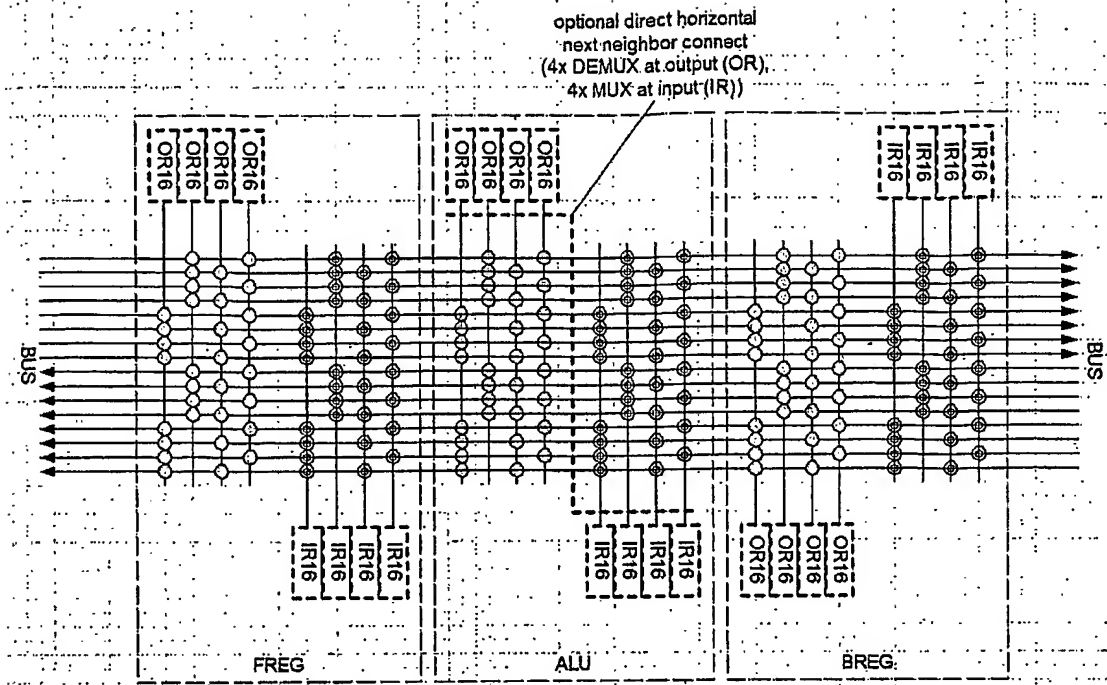 optional direct horizontal
next neighbor connect
(4x DEMUX at output (OR),
4x MUX at input (IR))
OR16
OR16
OR16
OR16
OR16
OR16
OR16
OR16
IR16
IR16
IR16
IR16
BUS
BUS
IR16
IR16
IR16
IR16
IR16
IR16
IR16
IR16
OR16
OR16
OR16
OR16
FREG
ALU
BREG